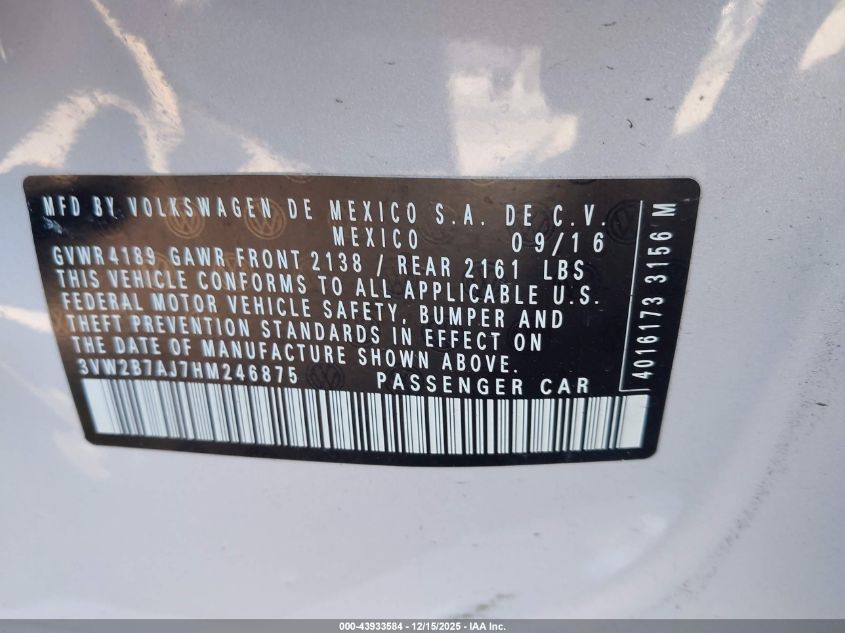 MFD BY VOLKSWAGEN DE MEXICO S.A. DE C.V.
MEXICO 09/16
GVWR 4189 GAWR FRONT 2138 / REAR 2161 LBS
THIS VEHICLE CONFORMS TO ALL APPLICABLE U.S.
FEDERAL MOTOR VEHICLE SAFETY, BUMPER AND
THEFT PREVENTION STANDARDS IN EFFECT ON
THE DATE OF MANUFACTURE SHOWN ABOVE.
3VW2B7AJ7HM246875 PASSENGER CAR
4016173 3156 M
000-43933584 - 12/15/2025 - IAA Inc.